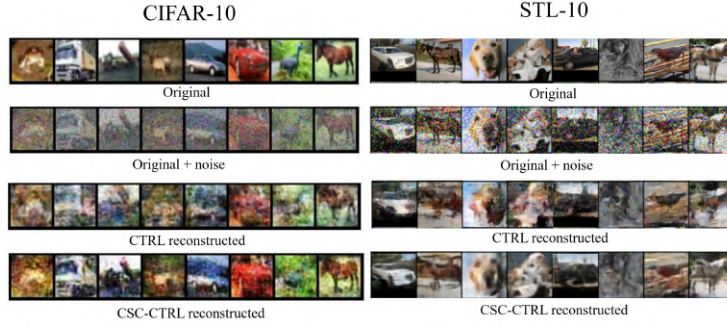 CIFAR-10
Original
Original + noise
CTRL reconstructed
CSC-CTRL reconstructed
STL-10
Original
Original + noise
CTRL reconstructed
CSC-CTRL reconstructed